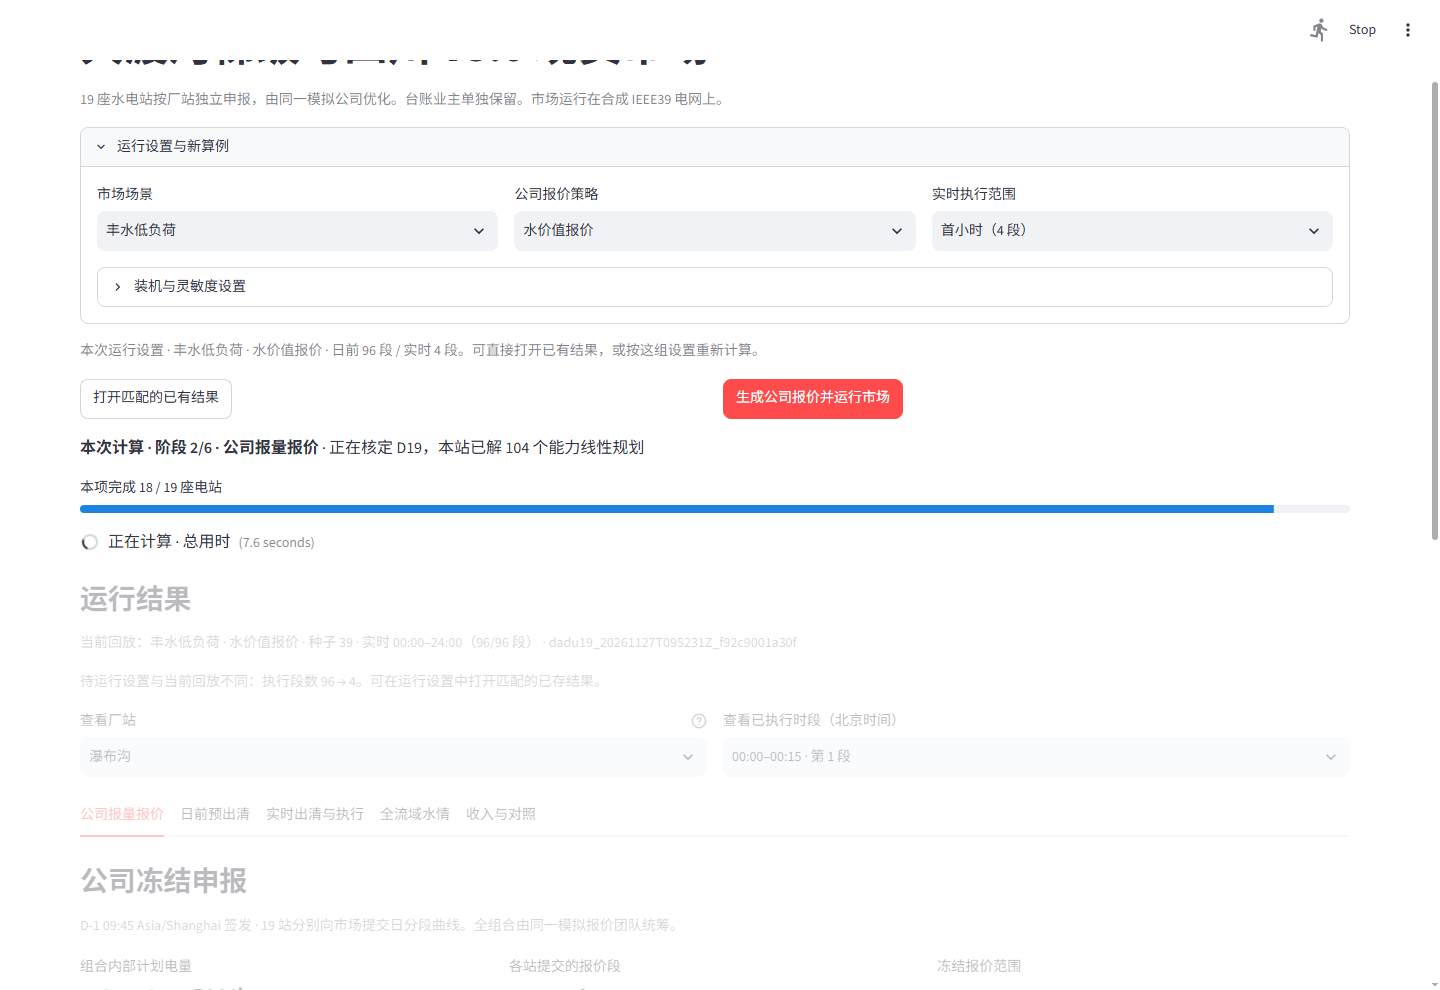 Stop
19 座水电站按厂站独立申报，由同一模拟公司优化。台账业主单独保留。市场运行在合成 IEEE39 电网上。
运行设置与新算例
市场场景
公司报价策略
实时执行范围
丰水低负荷
水价值报价
首小时（4 段）
装机与灵敏度设置
本次运行设置 · 丰水低负荷 · 水价值报价 · 日前 96 段 / 实时 4 段。可直接打开已有结果，或按这组设置重新计算。
打开匹配的已有结果
生成公司报价并运行市场
本次计算 · 阶段 2/6 · 公司报量报价 · 正在核定 D19，本站已解 104 个能力线性规划
本项完成 18 / 19 座电站
正在计算 · 总用时 (7.6 seconds)
运行结果
当前回放：丰水低负荷 · 水价值报价 · 种子 39 · 实时 00:00–24:00（96/96 段） · dadu19_20261127T095231Z_f92c9001a30f
待运行设置与当前回放不同：执行段数 96 → 4。可在运行设置中打开匹配的已存结果。
查看厂站
查看已执行时段（北京时间）
瀑布沟
00:00–00:15 · 第 1 段
公司报量报价
日前预出清
实时出清与执行
全流域水情
收入与对照
公司冻结申报
D-1 09:45 Asia/Shanghai 签发 · 19 站分别向市场提交日分段曲线。全组合由同一模拟报价团队统筹。
组合内部计划电量
各站提交的报价段
冻结报价范围